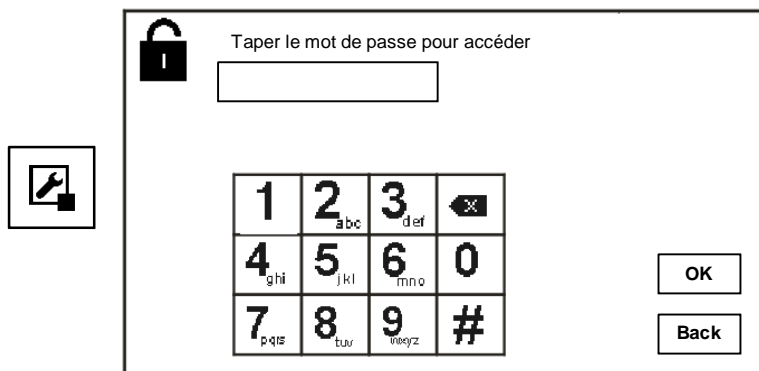 Taper le mot de passe pour accéder
1 2 abc 3 def X
4 ghi 5 jkl 6 mno 0
7 pqrs 8 tuv 9 wxyz #
OK
Back